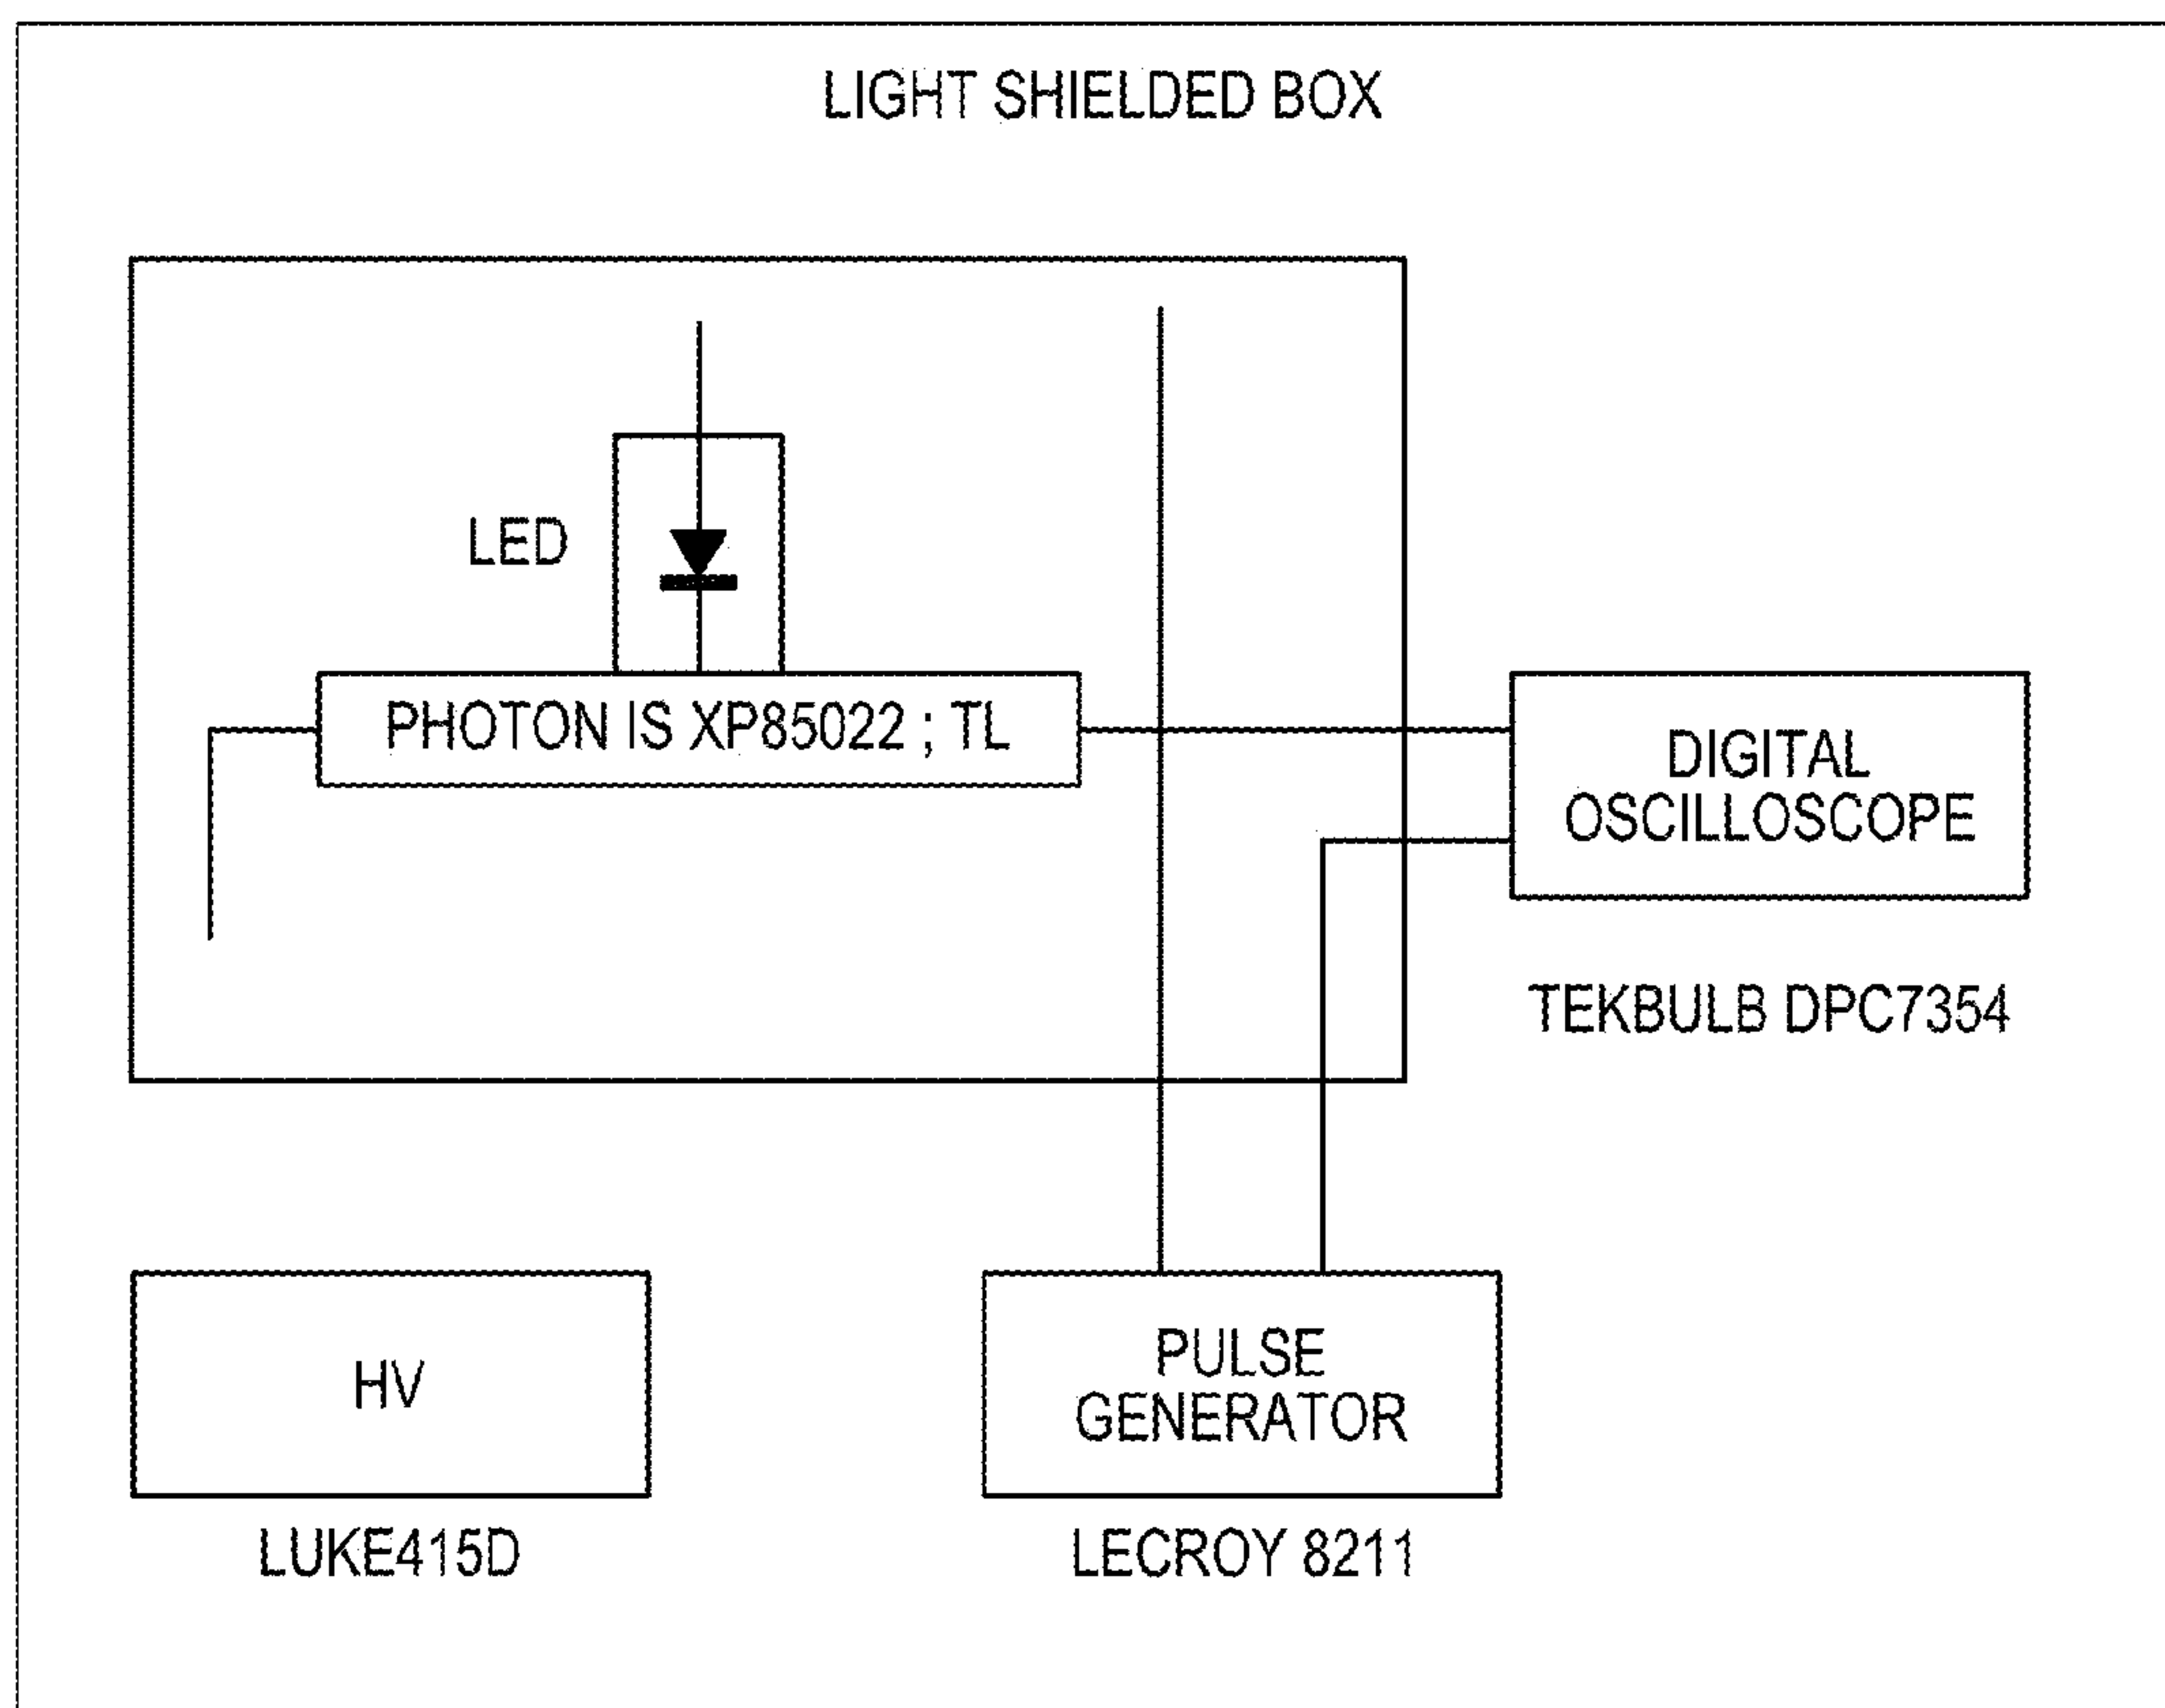 LIGHT SHIELDED BOX
LED
PHOTON IS XP85022 ; TL
DIGITAL
OSCILLOSCOPE
TEKBULB DPC7354
HV
LUKE415D
PULSE
GENERATOR
LECROY 8211